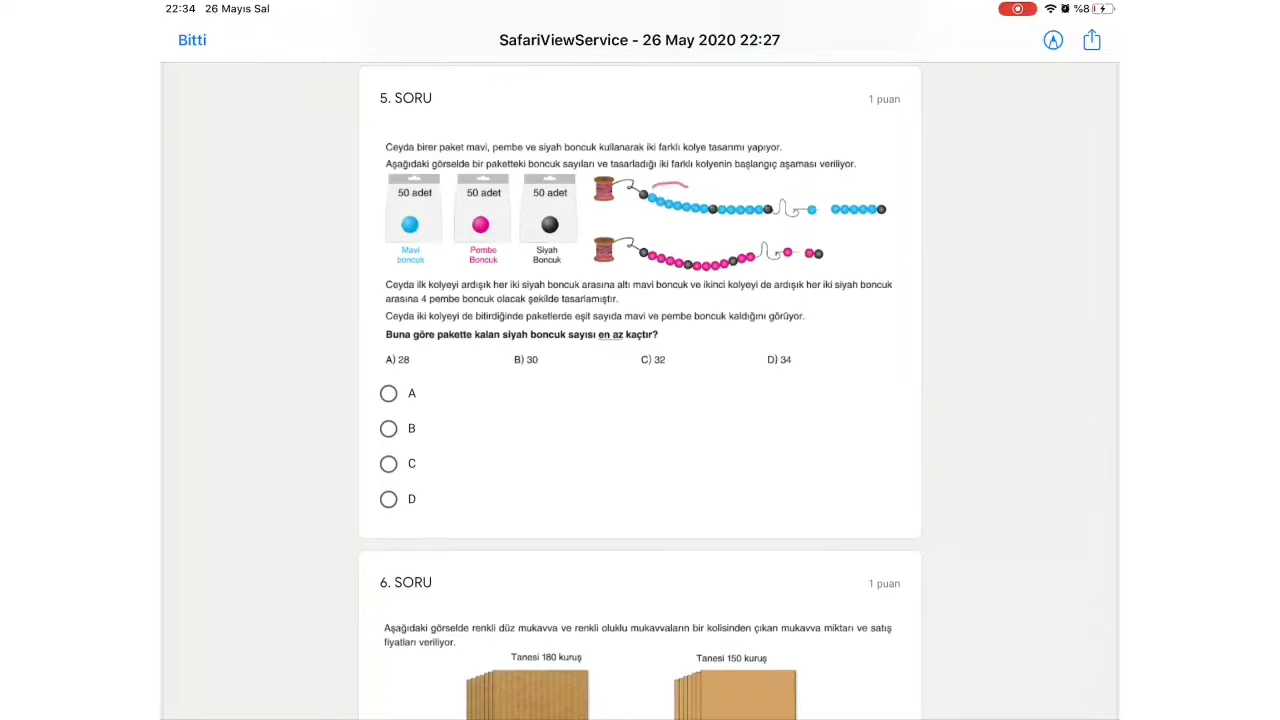 22:34 26 Mayıs Sal
%8
Bitti
SafariViewService - 26 May 2020 22:27
5. SORU
1 puan
Ceyda birer paket mavi, pembe ve siyah boncuk kullanarak iki farklı kolye tasarımı yapıyor.
Aşağıdaki görselde bir paketteki boncuk sayıları ve tasarladığı iki farklı kolyenin başlangıç aşaması veriliyor.
50 adet 50 adet 50 adet
Mavi boncuk
Pembe Boncuk
Siyah Boncuk
Ceyda ilk kolyeyi ardışık her iki siyah boncuk arasına altı mavi boncuk ve ikinci kolyeyi de ardışık her iki siyah boncuk
arasına 4 pembe boncuk olacak şekilde tasarlamıştır.
Ceyda iki kolyeyi de bitirdiğinde paketlerde eşit sayıda mavi ve pembe boncuk kaldığını görüyor.
Buna göre pakette kalan siyah boncuk sayısı en az kaçtır?
A) 28 B) 30 C) 32 D) 34
A
B
C
D
6. SORU
1 puan
Aşağıdaki görselde renkli düz mukavva ve renkli oluklu mukavvaların bir kolisinden çıkan mukavva miktarı ve satış
fiyatları veriliyor.
Tanesi 180 kuruş Tanesi 150 kuruş